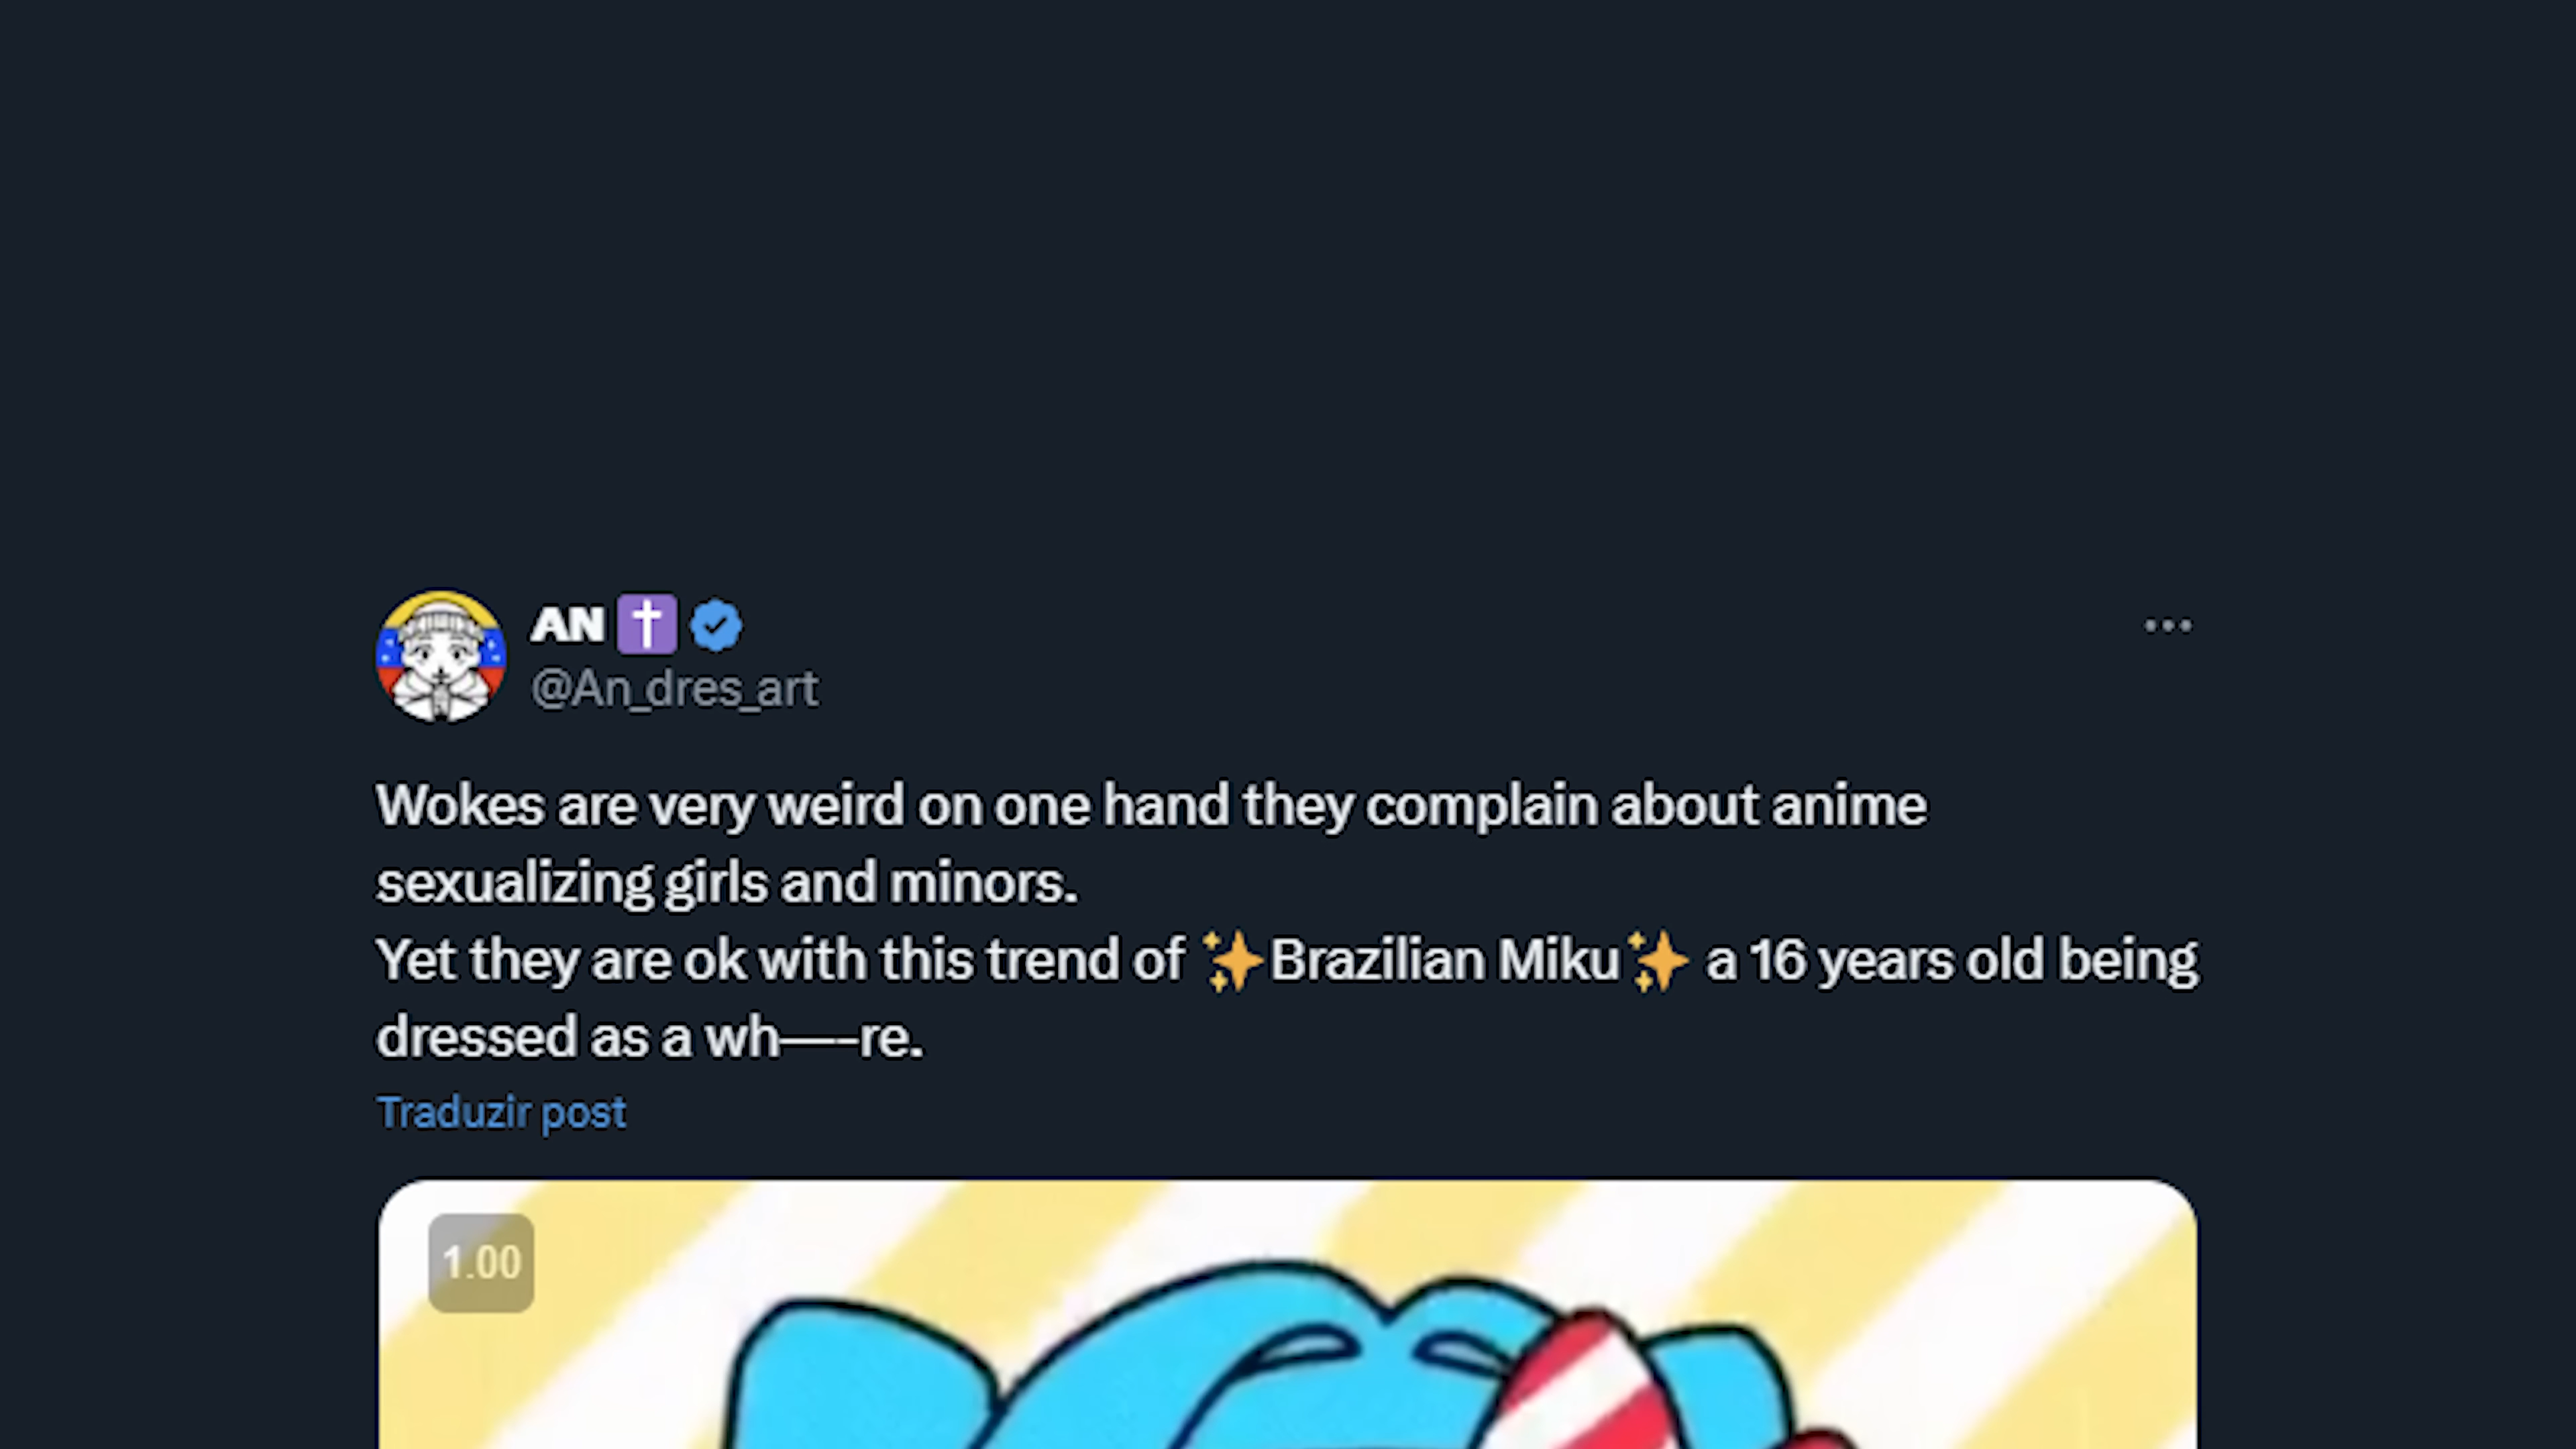 AN ✝️
@An_dres_art
Wokes are very weird on one hand they complain about anime
sexualizing girls and minors.
Yet they are ok with this trend of ✨Brazilian Miku✨ a 16 years old being
dressed as a wh—–re.
Traduzir post
1.00